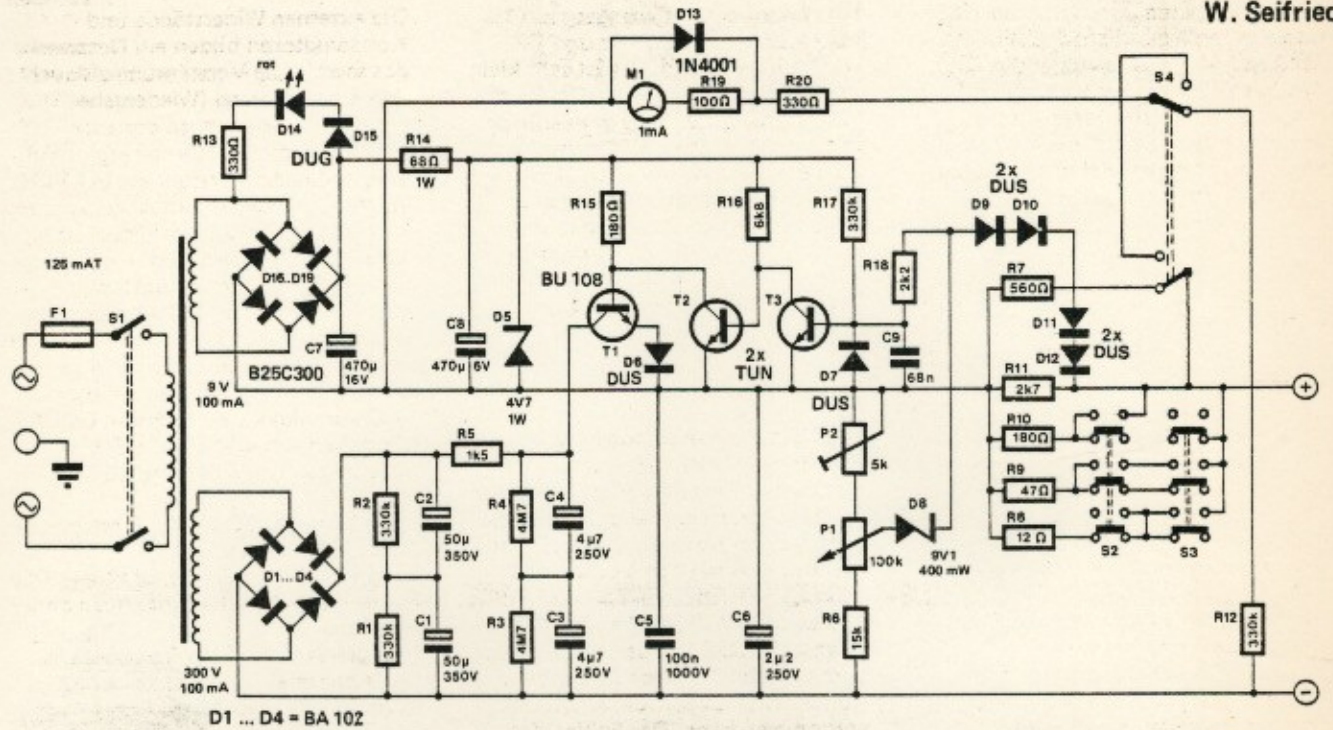 W. Seifried
D13
1N4001
rot
D14
M1
1mA
R19
100Ω
R20
330Ω
S4
R13
330Ω
D15
DUG
R14
68Ω
1W
R15
180Ω
R16
6k8
R17
330k
2x
DUS
D9
D10
R18
2k2
R7
560Ω
125 mAT
F1
S1
D16...D19
BU 108
T2
T3
C8
470µ
6V
D5
C7
470µ
16V
B25C300
T1
D6
DUS
2x
TUN
D7
C9
68n
D11
D12
2x
DUS
R11
2k7
+
9 V
100 mA
4V7
1W
DUS
R10
180Ω
R5
1k5
P2
5k
R9
47Ω
R2
330k
C2
50µ
350V
R4
4M7
C4
4µ7
250V
D8
9V1
400 mW
P1
100k
R8
12Ω
S2
S3
D1...D4
R1
330k
C1
50µ
350V
R3
4M7
C3
4µ7
250V
C5
100n
1000V
C6
2µ2
250V
R6
15k
R12
330k
300 V
100 mA
−
D1 ... D4 = BA 102